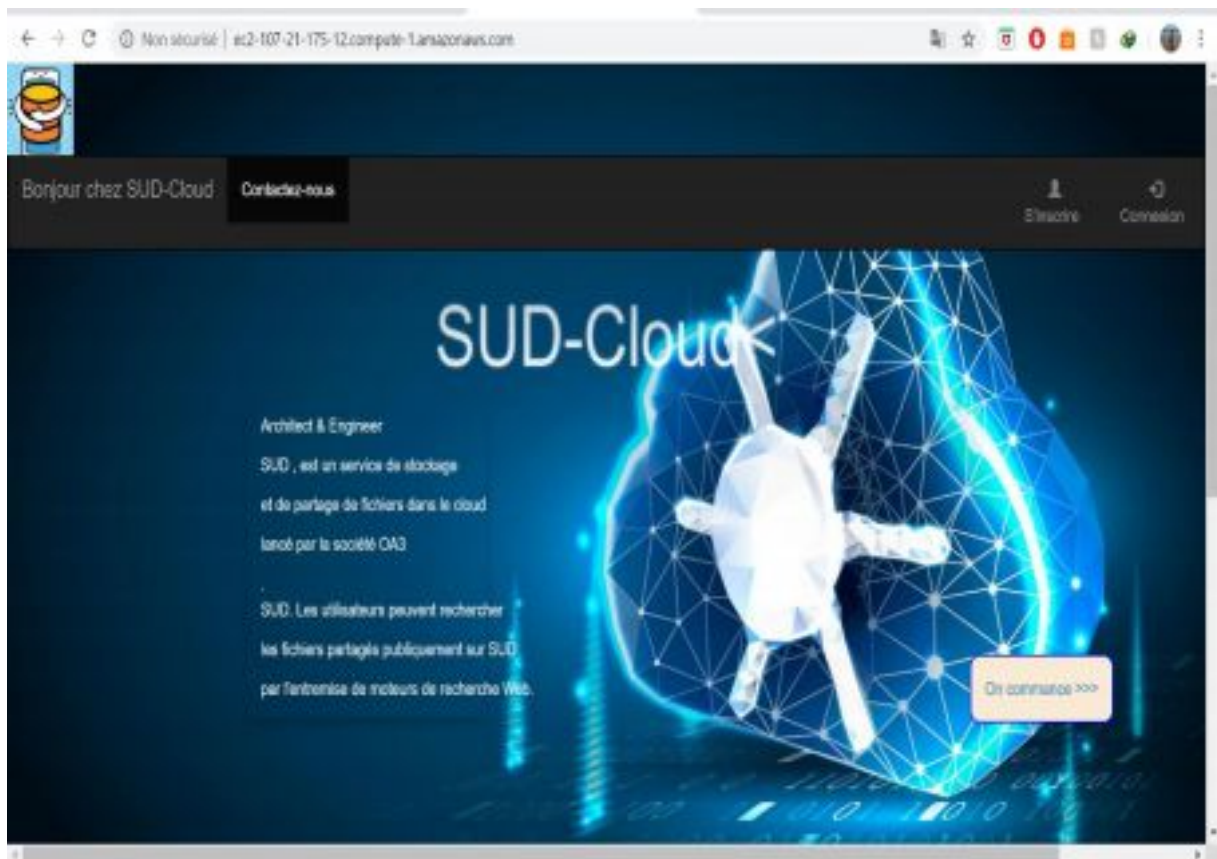 Non sécurisé | ec2-107-21-175-12.compute-1.amazonaws.com
Bonjour chez SUD-Cloud
Contactez-nous
S'inscrire
Connexion
SUD-Cloud<
Architect & Engineer
SUD , est un service de stockage
et de partage de fichiers dans le cloud
lancé par la société OA3
.
SUD. Les utilisateurs peuvent rechercher
les fichiers partagés publiquement sur SUD
par l'entremise de moteurs de recherche Web.
On commance >>>